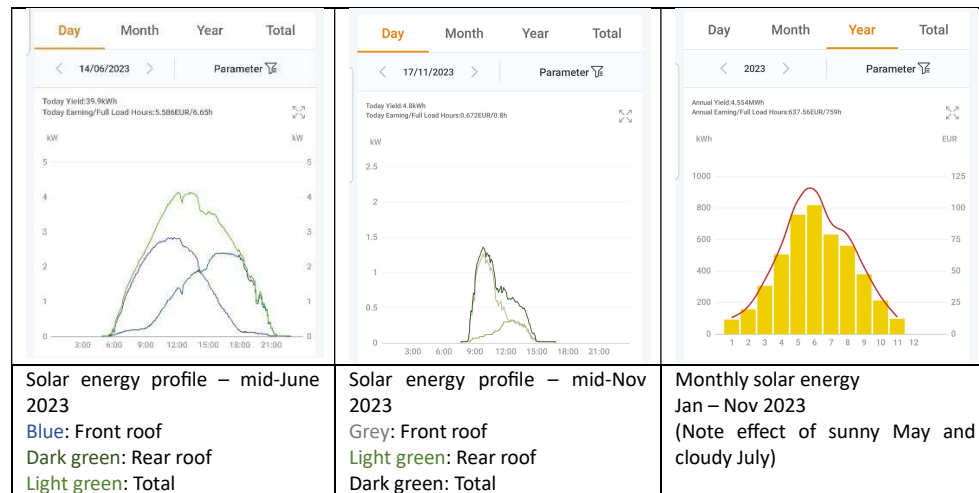 Day Month Year Total
< 14/06/2023 > Parameter
Today Yield:39.9kWh
Today Earning/Full Load Hours:5.586EUR/6.65h
kW kW
5 5
4 4
3 3
2 2
1 1
0 0
3:00 6:00 9:00 12:00 15:00 18:00 21:00
Solar energy profile – mid-June
2023
Blue: Front roof
Dark green: Rear roof
Light green: Total
Day Month Year Total
< 17/11/2023 > Parameter
Today Yield:4.8kWh
Today Earning/Full Load Hours:0.672EUR/0.8h
kW
2.5
2
1.5
1
0.5
0
3:00 6:00 9:00 12:00 15:00 18:00 21:00
Solar energy profile – mid-Nov
2023
Grey: Front roof
Light green: Rear roof
Dark green: Total
Day Month Year Total
< 2023 > Parameter
Annual Yield:4.554MWh
Annual Earning/Full Load Hours:637.56EUR/759h
kWh EUR
1000 125
800 100
600 75
400 50
200 25
0 0
1 2 3 4 5 6 7 8 9 10 11 12
Monthly solar energy
Jan – Nov 2023
(Note effect of sunny May and
cloudy July)